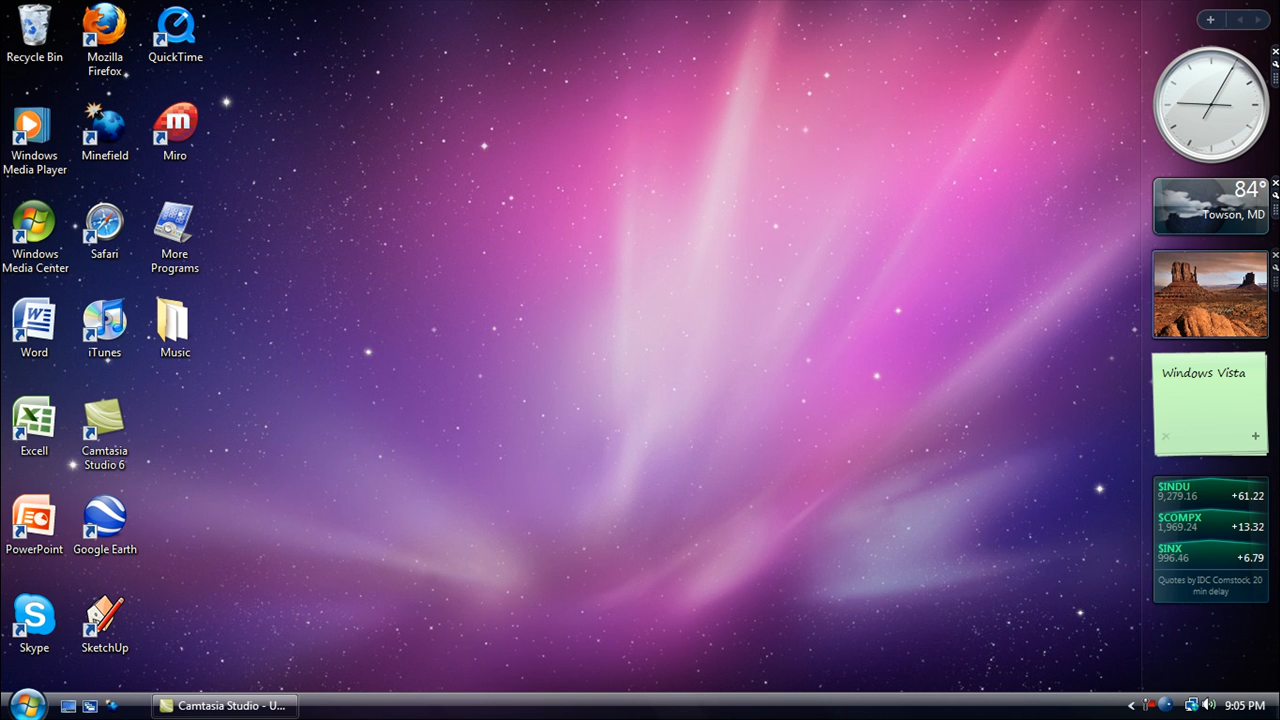 Recycle Bin
Mozilla
Firefox
QuickTime
Windows
Media Player
Minefield
Miro
Windows
Media Center
Safari
More
Programs
Word
iTunes
Music
Excell
Camtasia
Studio 6
PowerPoint
Google Earth
Skype
SketchUp
84°
Towson, MD
Windows Vista
$INDU
9,279.16 +61.22
$COMPX
1,969.24 +13.32
$INX
996.46 +6.79
Quotes by IDC Comstock, 20
min delay
Camtasia Studio - U...
9:05 PM